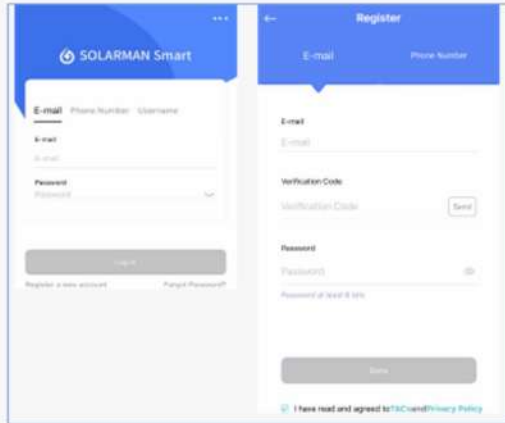 SOLARMAN Smart
E-mail Phone Number Username
E-mail
E-mail
Password
Password
Log In
Register a new account Forgot Password?
Register
E-mail Phone Number
E-mail
E-mail
Verification Code
Verification Code Send
Password
Password
Password at least 6 bits
Done
I have read and agreed to T&C's and Privacy Policy